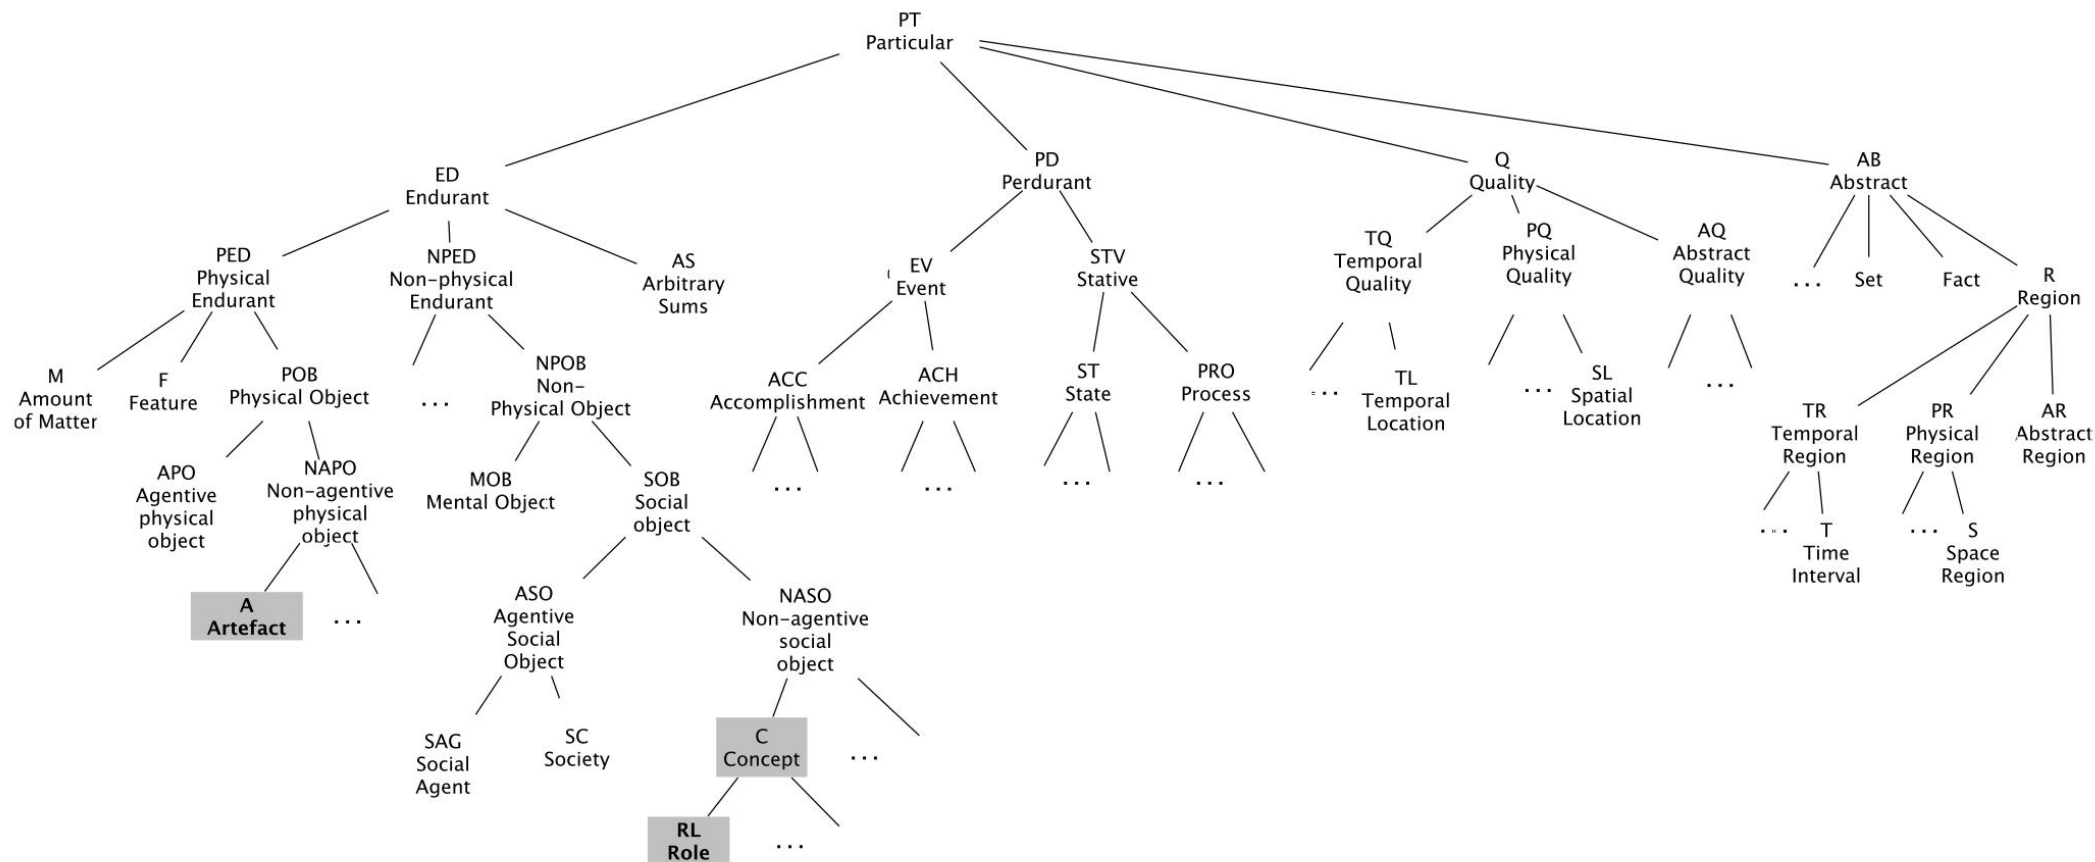 PT
Particular
ED
Endurant
PD
Perdurant
Q
Quality
AB
Abstract
PED
Physical
Endurant
NPED
Non-physical
Endurant
AS
Arbitrary
Sums
EV
Event
STV
Stative
TQ
Temporal
Quality
PQ
Physical
Quality
AQ
Abstract
Quality
...
Set
Fact
R
Region
M
Amount
of Matter
F
Feature
POB
Physical Object
...
NPOB
Non-
Physical Object
ACC
Accomplishment
ACH
Achievement
ST
State
PRO
Process
...
TL
Temporal
Location
...
SL
Spatial
Location
...
TR
Temporal
Region
PR
Physical
Region
AR
Abstract
Region
APO
Agentive
physical
object
NAPO
Non-agentive
physical
object
MOB
Mental Object
SOB
Social
object
...
...
...
...
...
T
Time
Interval
...
S
Space
Region
A
Artefact
...
ASO
Agentive
Social
Object
NASO
Non-agentive
social
object
SAG
Social
Agent
SC
Society
C
Concept
...
RL
Role
...